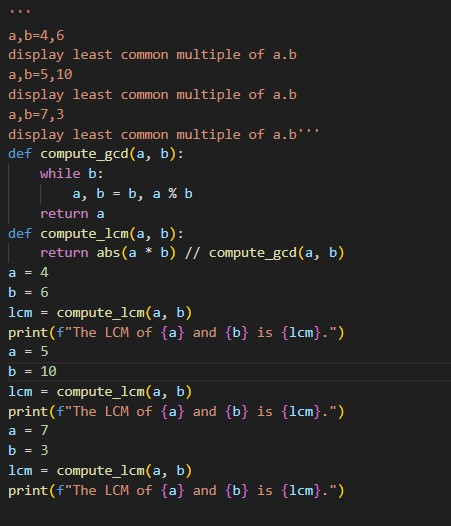 '''
a,b=4,6
display least common multiple of a.b
a,b=5,10
display least common multiple of a.b
a,b=7,3
display least common multiple of a.b'''
def compute_gcd(a, b):
    while b:
        a, b = b, a % b
    return a
def compute_lcm(a, b):
    return abs(a * b) // compute_gcd(a, b)
a = 4
b = 6
lcm = compute_lcm(a, b)
print(f"The LCM of {a} and {b} is {lcm}.")
a = 5
b = 10
lcm = compute_lcm(a, b)
print(f"The LCM of {a} and {b} is {lcm}.")
a = 7
b = 3
lcm = compute_lcm(a, b)
print(f"The LCM of {a} and {b} is {lcm}.")